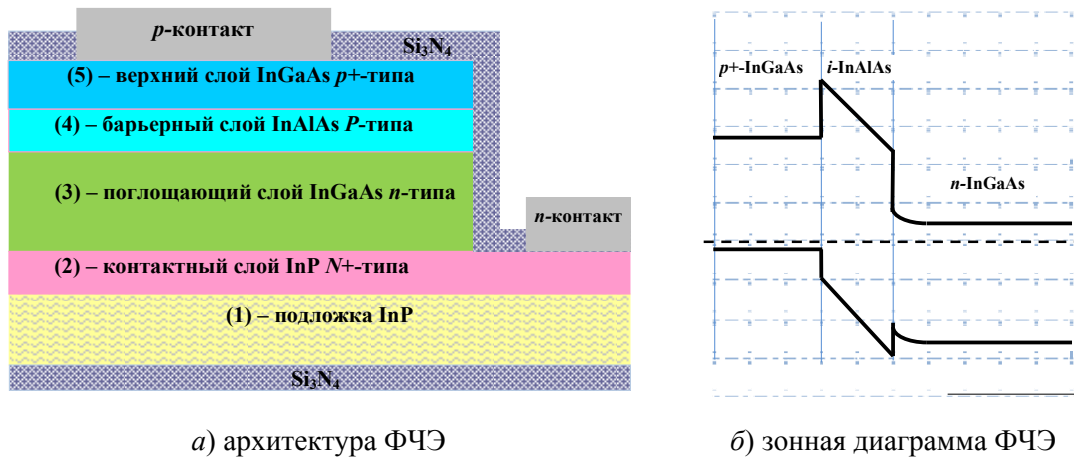 p-контакт
Si₃N₄
(5) – верхний слой InGaAs p+-типа
(4) – барьерный слой InAlAs P-типа
(3) – поглощающий слой InGaAs n-типа
n-контакт
(2) – контактный слой InP N+-типа
(1) – подложка InP
Si₃N₄
а) архитектура ФЧЭ
p+-InGaAs
i-InAlAs
n-InGaAs
б) зонная диаграмма ФЧЭ